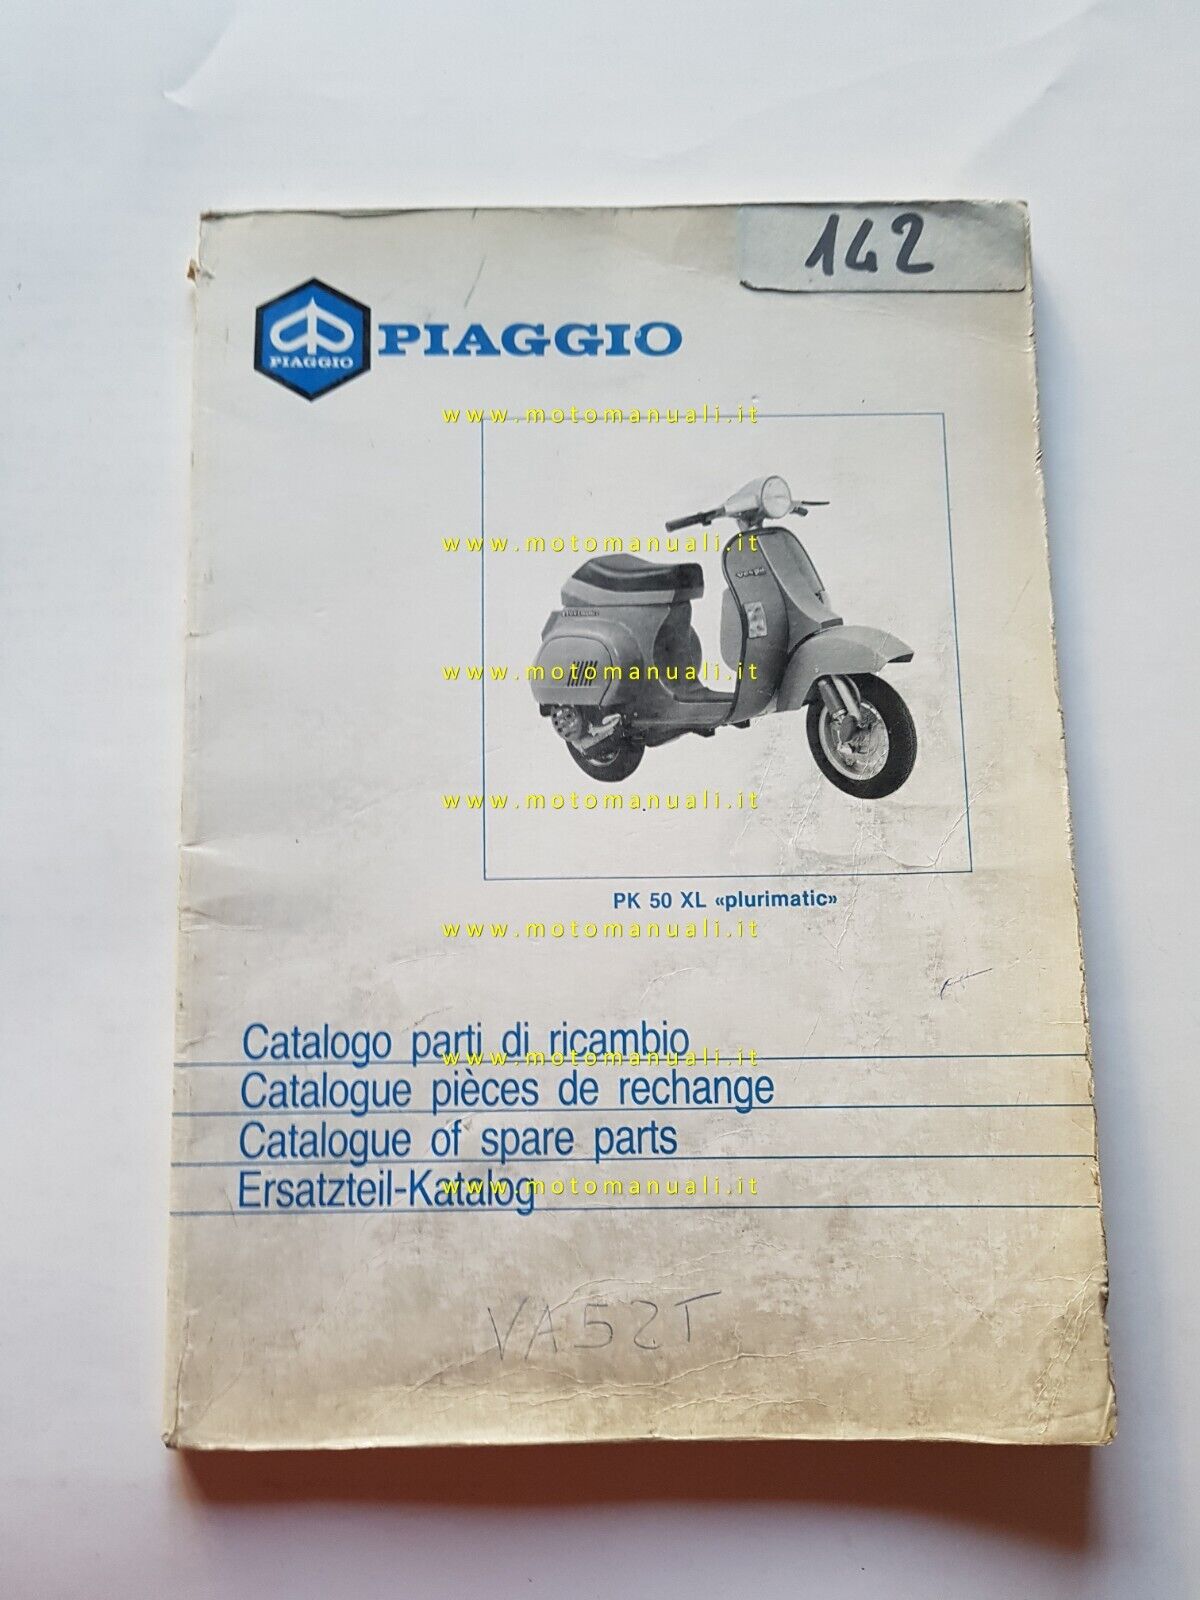 142
PIAGGIO
PIAGGIO
www.motomanuali.it
www.motomanuali.it
Vespa
www.motomanuali.it
www.motomanuali.it
PK 50 XL «plurimatic»
www.motomanuali.it
Catalogo parti di ricambio
www.motomanuali.it
Catalogue pièces de rechange
Catalogue of spare parts
Ersatzteil-Katalog
www.motomanuali.it
VA52T